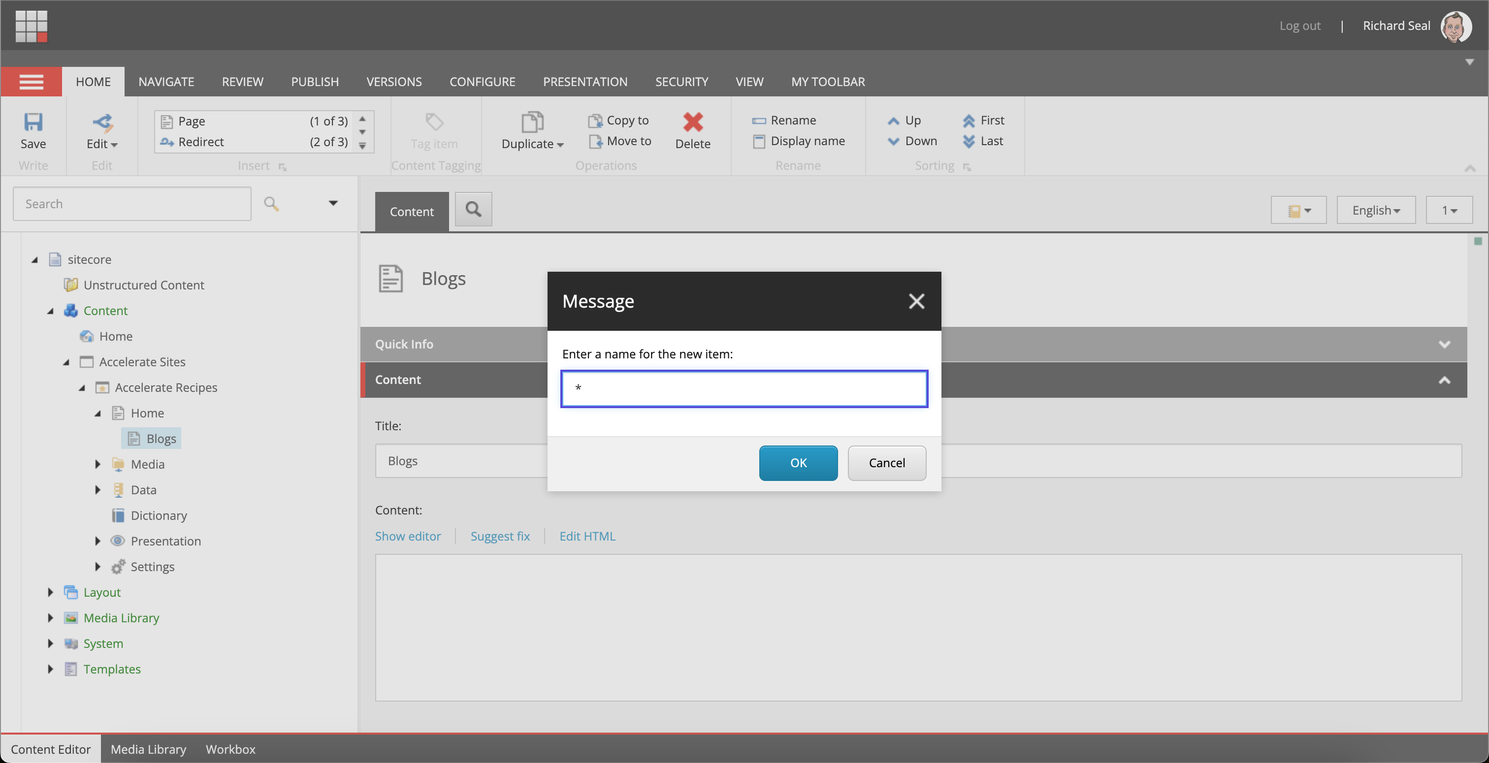 Log out | Richard Seal
HOME NAVIGATE REVIEW PUBLISH VERSIONS CONFIGURE PRESENTATION SECURITY VIEW MY TOOLBAR
Save
Write
Edit
Edit
Page (1 of 3)
Redirect (2 of 3)
Insert
Tag Item
Content Tagging
Duplicate
Copy to
Move to
Delete
Operations
Rename
Display name
Rename
Up
Down
First
Last
Sorting
Search
sitecore
Unstructured Content
Content
Home
Accelerate Sites
Accelerate Recipes
Home
Blogs
Media
Data
Dictionary
Presentation
Settings
Layout
Media Library
System
Templates
Content
English
1
Blogs
Quick Info
Content
Title:
Blogs
Content:
Show editor Suggest fix Edit HTML
Message
Enter a name for the new item:
*
OK Cancel
Content Editor Media Library Workbox